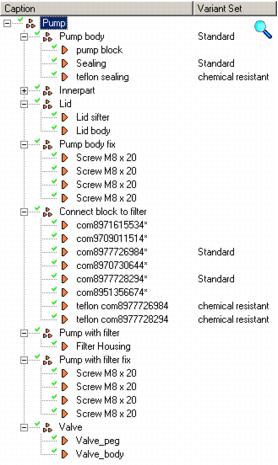 Caption Variant Set
Pump
Pump body Standard
pump block
Sealing Standard
teflon sealing chemical resistant
Innerpart
Lid
Lid sifter
Lid body
Pump body fix
Screw M8 x 20
Screw M8 x 20
Screw M8 x 20
Screw M8 x 20
Connect block to filter
com8971615534*
com9709011514*
com8977726984* Standard
com8970730644*
com8977728294* Standard
com8951356674*
teflon com8977726984 chemical resistant
teflon com8977728294 chemical resistant
Pump with filter
Filter Housing
Pump with filter fix
Screw M8 x 20
Screw M8 x 20
Screw M8 x 20
Screw M8 x 20
Valve
Valve_peg
Valve_body